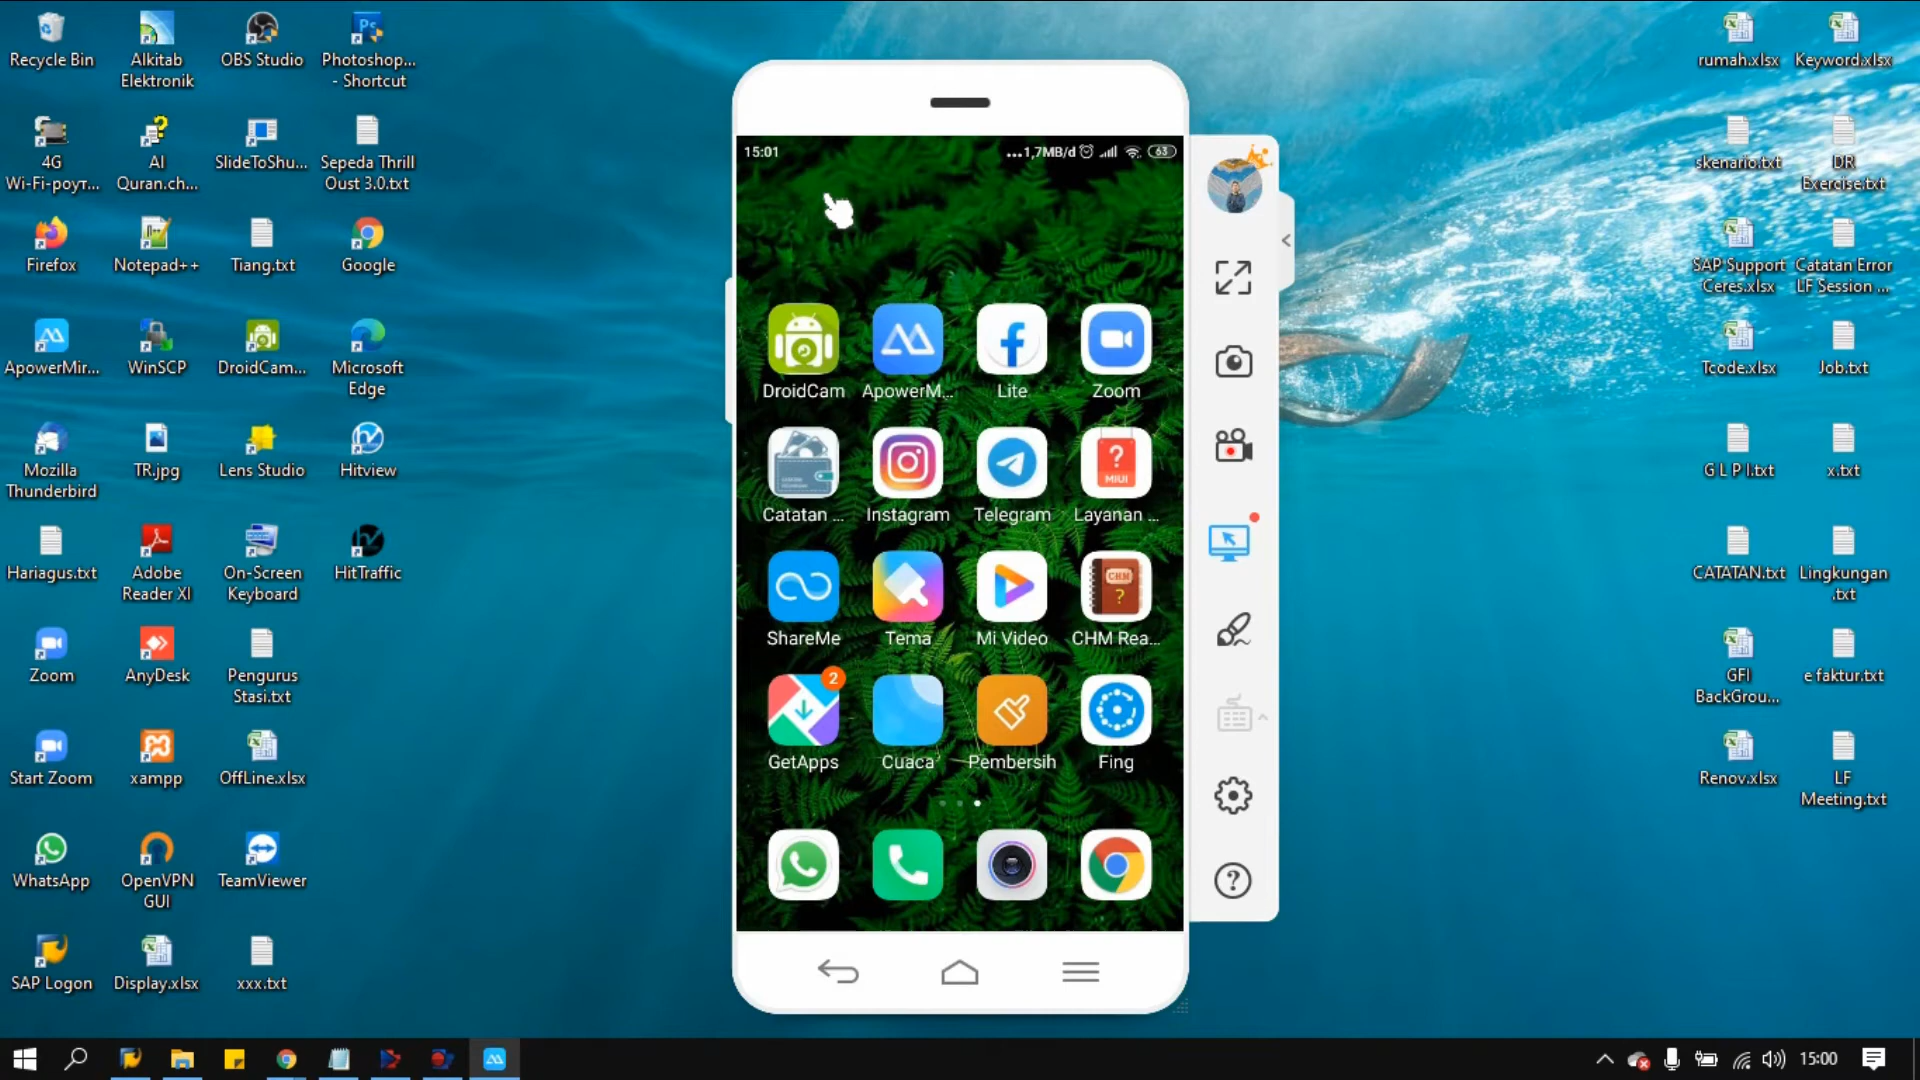 Recycle Bin
Alkitab
Elektronik
OBS Studio
Photoshop...
- Shortcut
4G
Wi-Fi-роут...
AI
Quran.ch...
SlideToShu...
Sepeda Thrill
Oust 3.0.txt
Firefox
Notepad++
Tiang.txt
Google
ApowerMir...
WinSCP
DroidCam...
Microsoft
Edge
Mozilla
Thunderbird
TR.jpg
Lens Studio
Hitview
Hariagus.txt
Adobe
Reader XI
On-Screen
Keyboard
HitTraffic
Zoom
AnyDesk
Pengurus
Stasi.txt
Start Zoom
xampp
OffLine.xlsx
WhatsApp
OpenVPN
GUI
TeamViewer
SAP Logon
Display.xlsx
xxx.txt
15:01
...1,7MB/d
63
DroidCam
ApowerM...
Lite
Zoom
Catatan ...
Instagram
Telegram
MIUI
Layanan ...
ShareMe
Tema
Mi Video
CHM
CHM Rea...
2
GetApps
Cuaca
Pembersih
Fing
rumah.xlsx
Keyword.xlsx
skenario.txt
DR
Exercise.txt
SAP Support
Ceres.xlsx
Catatan Error
LF Session ...
Tcode.xlsx
Job.txt
G L P I.txt
x.txt
CATATAN.txt
Lingkungan
.txt
GFI
BackGrou...
e faktur.txt
Renov.xlsx
LF
Meeting.txt
15:00